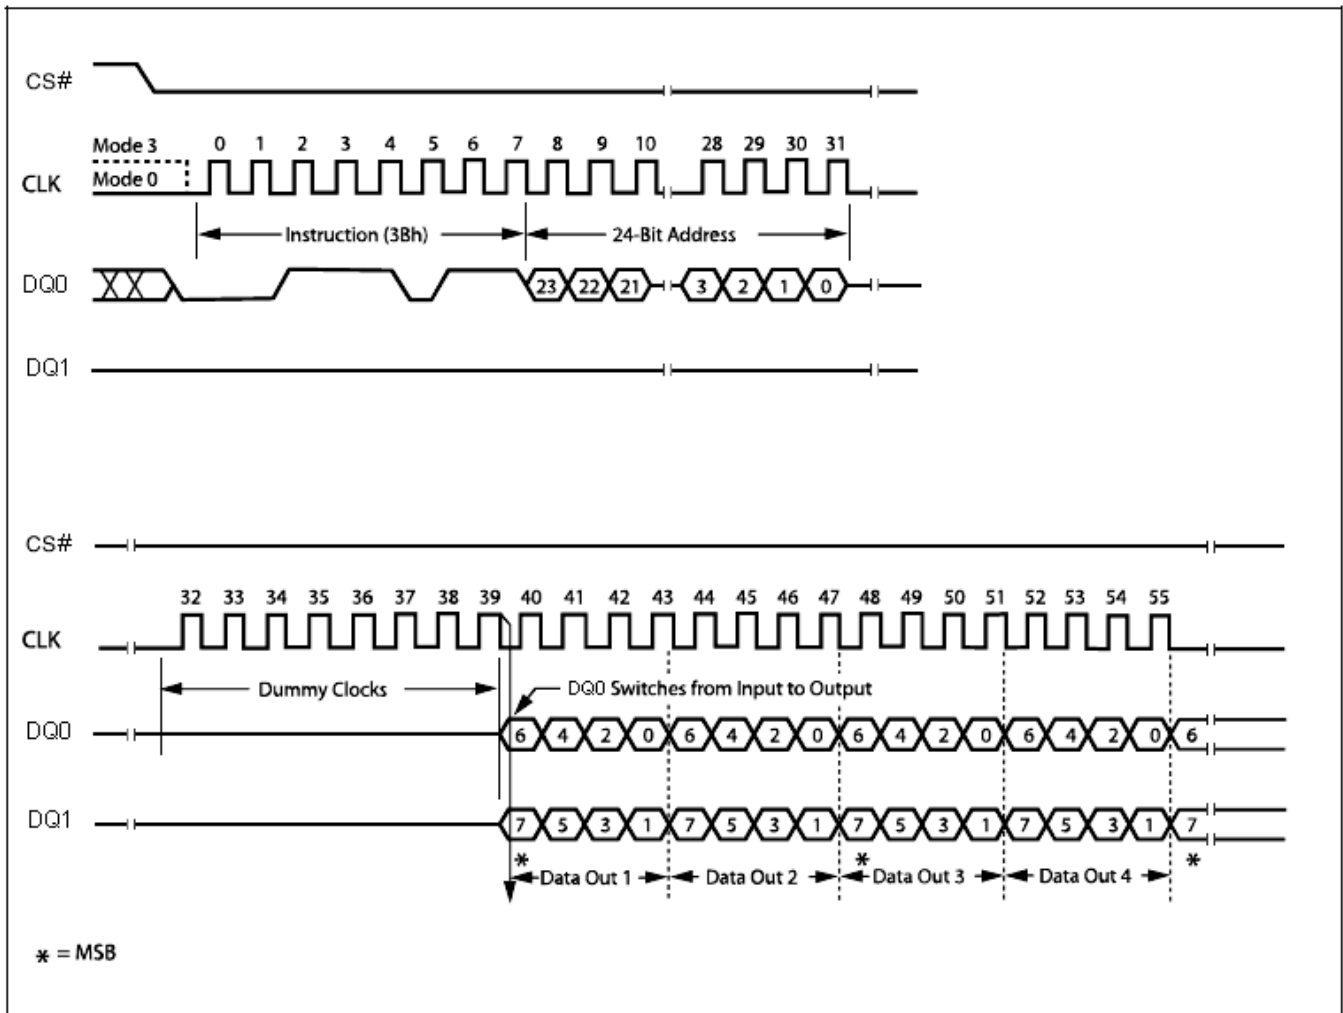 CS#
Mode 3
0 1 2 3 4 5 6 7 8 9 10 28 29 30 31
CLK
Mode 0
Instruction (3Bh) 24-Bit Address
DQ0
23 22 21 3 2 1 0
DQ1
CS#
32 33 34 35 36 37 38 39 40 41 42 43 44 45 46 47 48 49 50 51 52 53 54 55
CLK
Dummy Clocks
DQ0 Switches from Input to Output
DQ0
6 4 2 0 6 4 2 0 6 4 2 0 6 4 2 0 6
DQ1
7 5 3 1 7 5 3 1 7 5 3 1 7 5 3 1 7
* * *
Data Out 1 Data Out 2 Data Out 3 Data Out 4
* = MSB